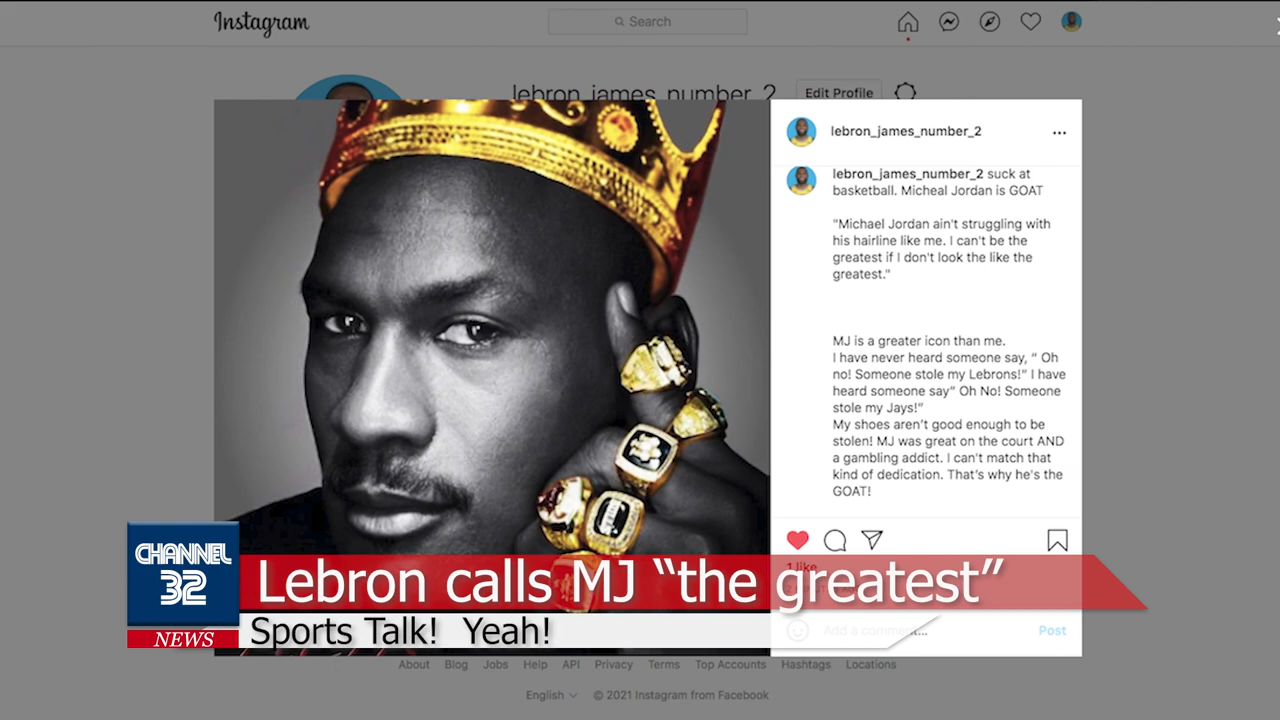 Instagram
Search
lebron_james_number_2
Edit Profile
lebron_james_number_2
lebron_james_number_2 suck at
basketball. Micheal Jordan is GOAT
"Michael Jordan ain't struggling with
his hairline like me. I can't be the
greatest if I don't look the like the
greatest."
MJ is a greater icon than me.
I have never heard someone say, “ Oh
no! Someone stole my Lebrons!” I have
heard someone say” Oh No! Someone
stole my Jays!”
My shoes aren’t good enough to be
stolen! MJ was great on the court AND
a gambling addict. I can't match that
kind of dedication. That’s why he's the
GOAT!
1 like
Add a comment...
Post
CHANNEL
32
NEWS
Lebron calls MJ “the greatest”
Sports Talk! Yeah!
About Blog Jobs Help API Privacy Terms Top Accounts Hashtags Locations
English © 2021 Instagram from Facebook